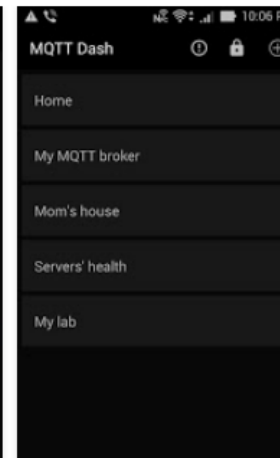 10:06 P
MQTT Dash
Home
My MQTT broker
Mom's house
Servers' health
My lab